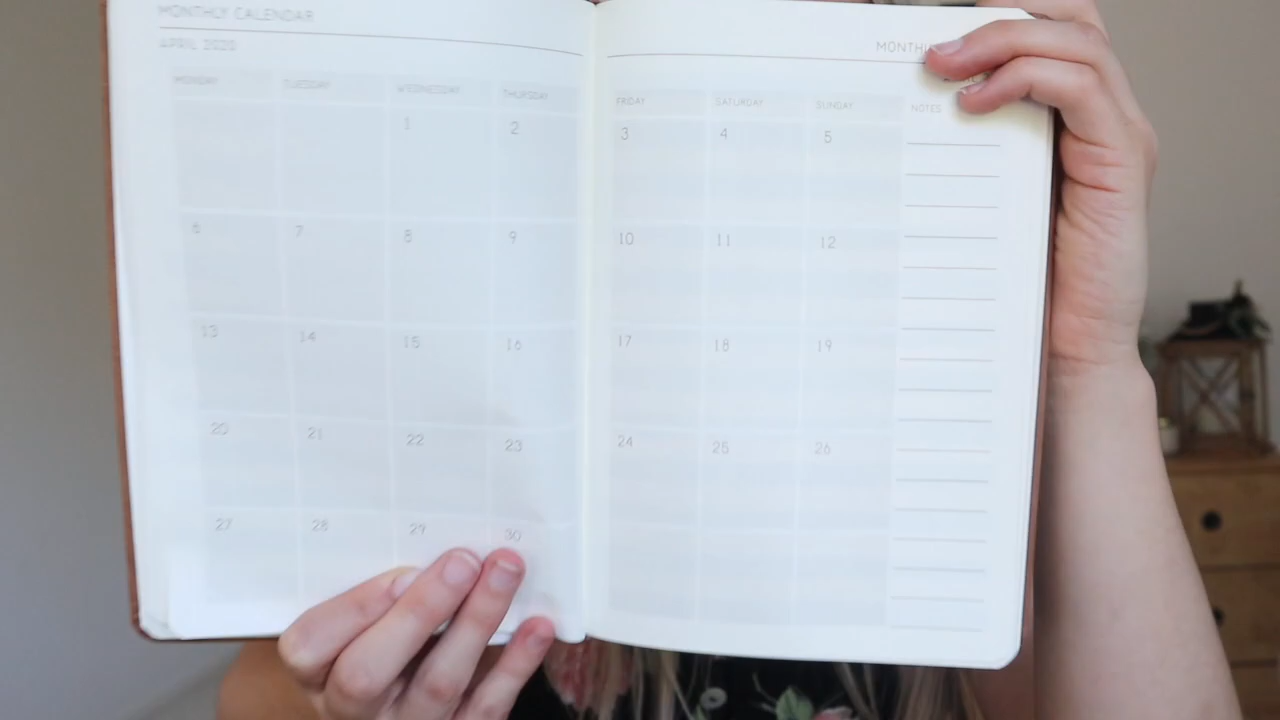 MONTHLY CALENDAR
APRIL 2020
MONDAY TUESDAY WEDNESDAY THURSDAY
1 2
6 7 8 9
13 14 15 16
20 21 22 23
27 28 29 30
FRIDAY SATURDAY SUNDAY NOTES
3 4 5
10 11 12
17 18 19
24 25 26